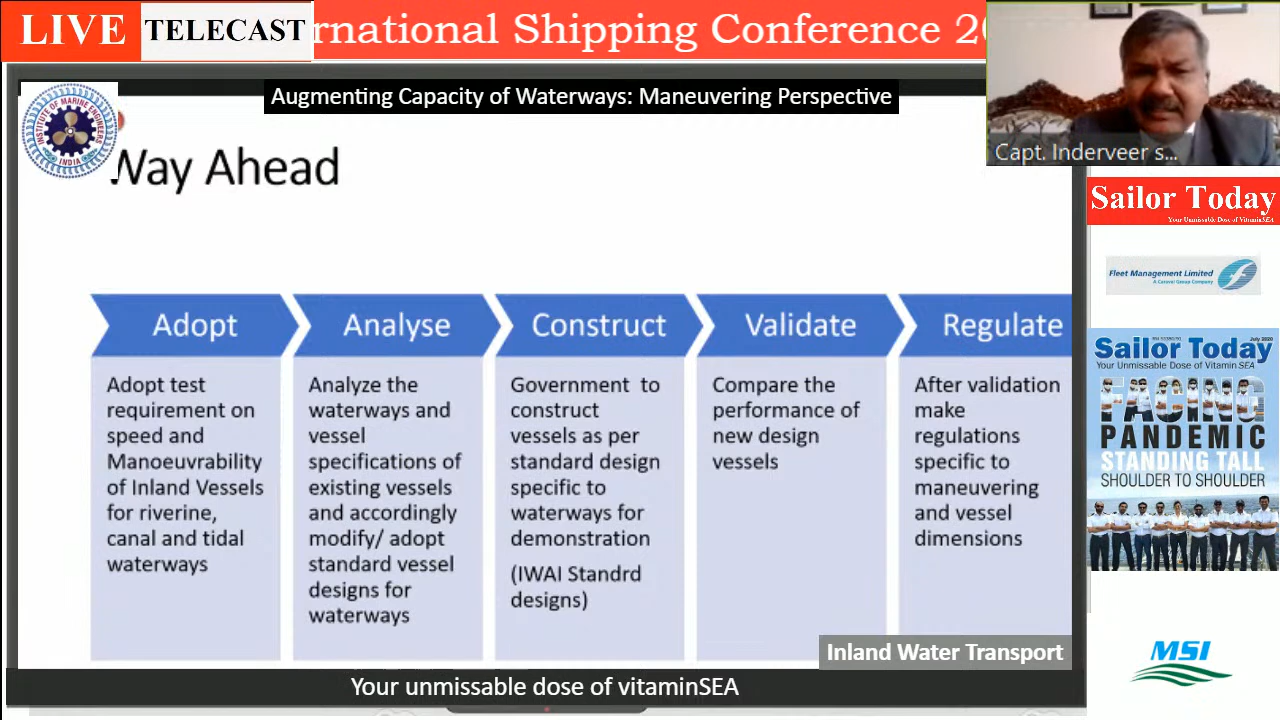 LIVE TELECAST
rnational Shipping Conference 20
Augmenting Capacity of Waterways: Maneuvering Perspective
INSTITUTE OF MARINE ENGINEERS
INDIA
Way Ahead
Capt. Inderveer s...
Adopt
Adopt test
requirement on
speed and
Manoeuvrability
of Inland Vessels
for riverine,
canal and tidal
waterways
Analyse
Analyze the
waterways and
vessel
specifications of
existing vessels
and accordingly
modify/ adopt
standard vessel
designs for
waterways
Construct
Government to
construct
vessels as per
standard design
specific to
waterways for
demonstration
(IWAI Standrd
designs)
Validate
Compare the
performance of
new design
vessels
Regulate
After validation
make
regulations
specific to
maneuvering
and vessel
dimensions
Inland Water Transport
Your unmissable dose of vitaminSEA
Sailor Today
Your Unmissable Dose of VitaminSEA
Fleet Management Limited
A Caravel Group Company
July 2020
Sailor Today
Your Unmissable Dose of Vitamin SEA
FACING
PANDEMIC
STANDING TALL
SHOULDER TO SHOULDER
MSI